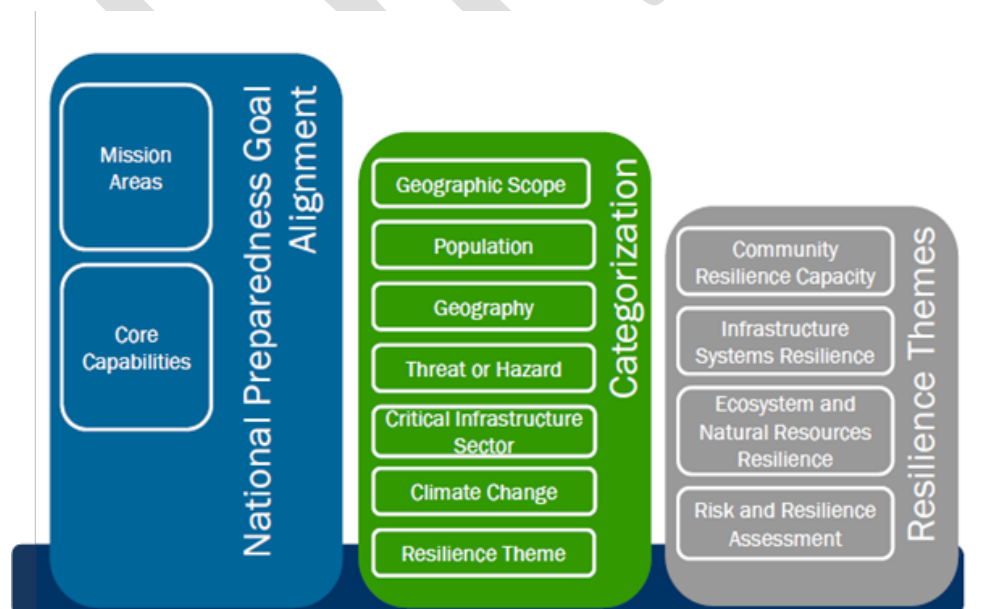 Mission
Areas
Core
Capabilities
National Preparedness Goal
Alignment
Geographic Scope
Population
Geography
Threat or Hazard
Critical Infrastructure
Sector
Climate Change
Resilience Theme
Categorization
Community
Resilience Capacity
Infrastructure
Systems Resilience
Ecosystem and
Natural Resources
Resilience
Risk and Resilience
Assessment
Resilience Themes